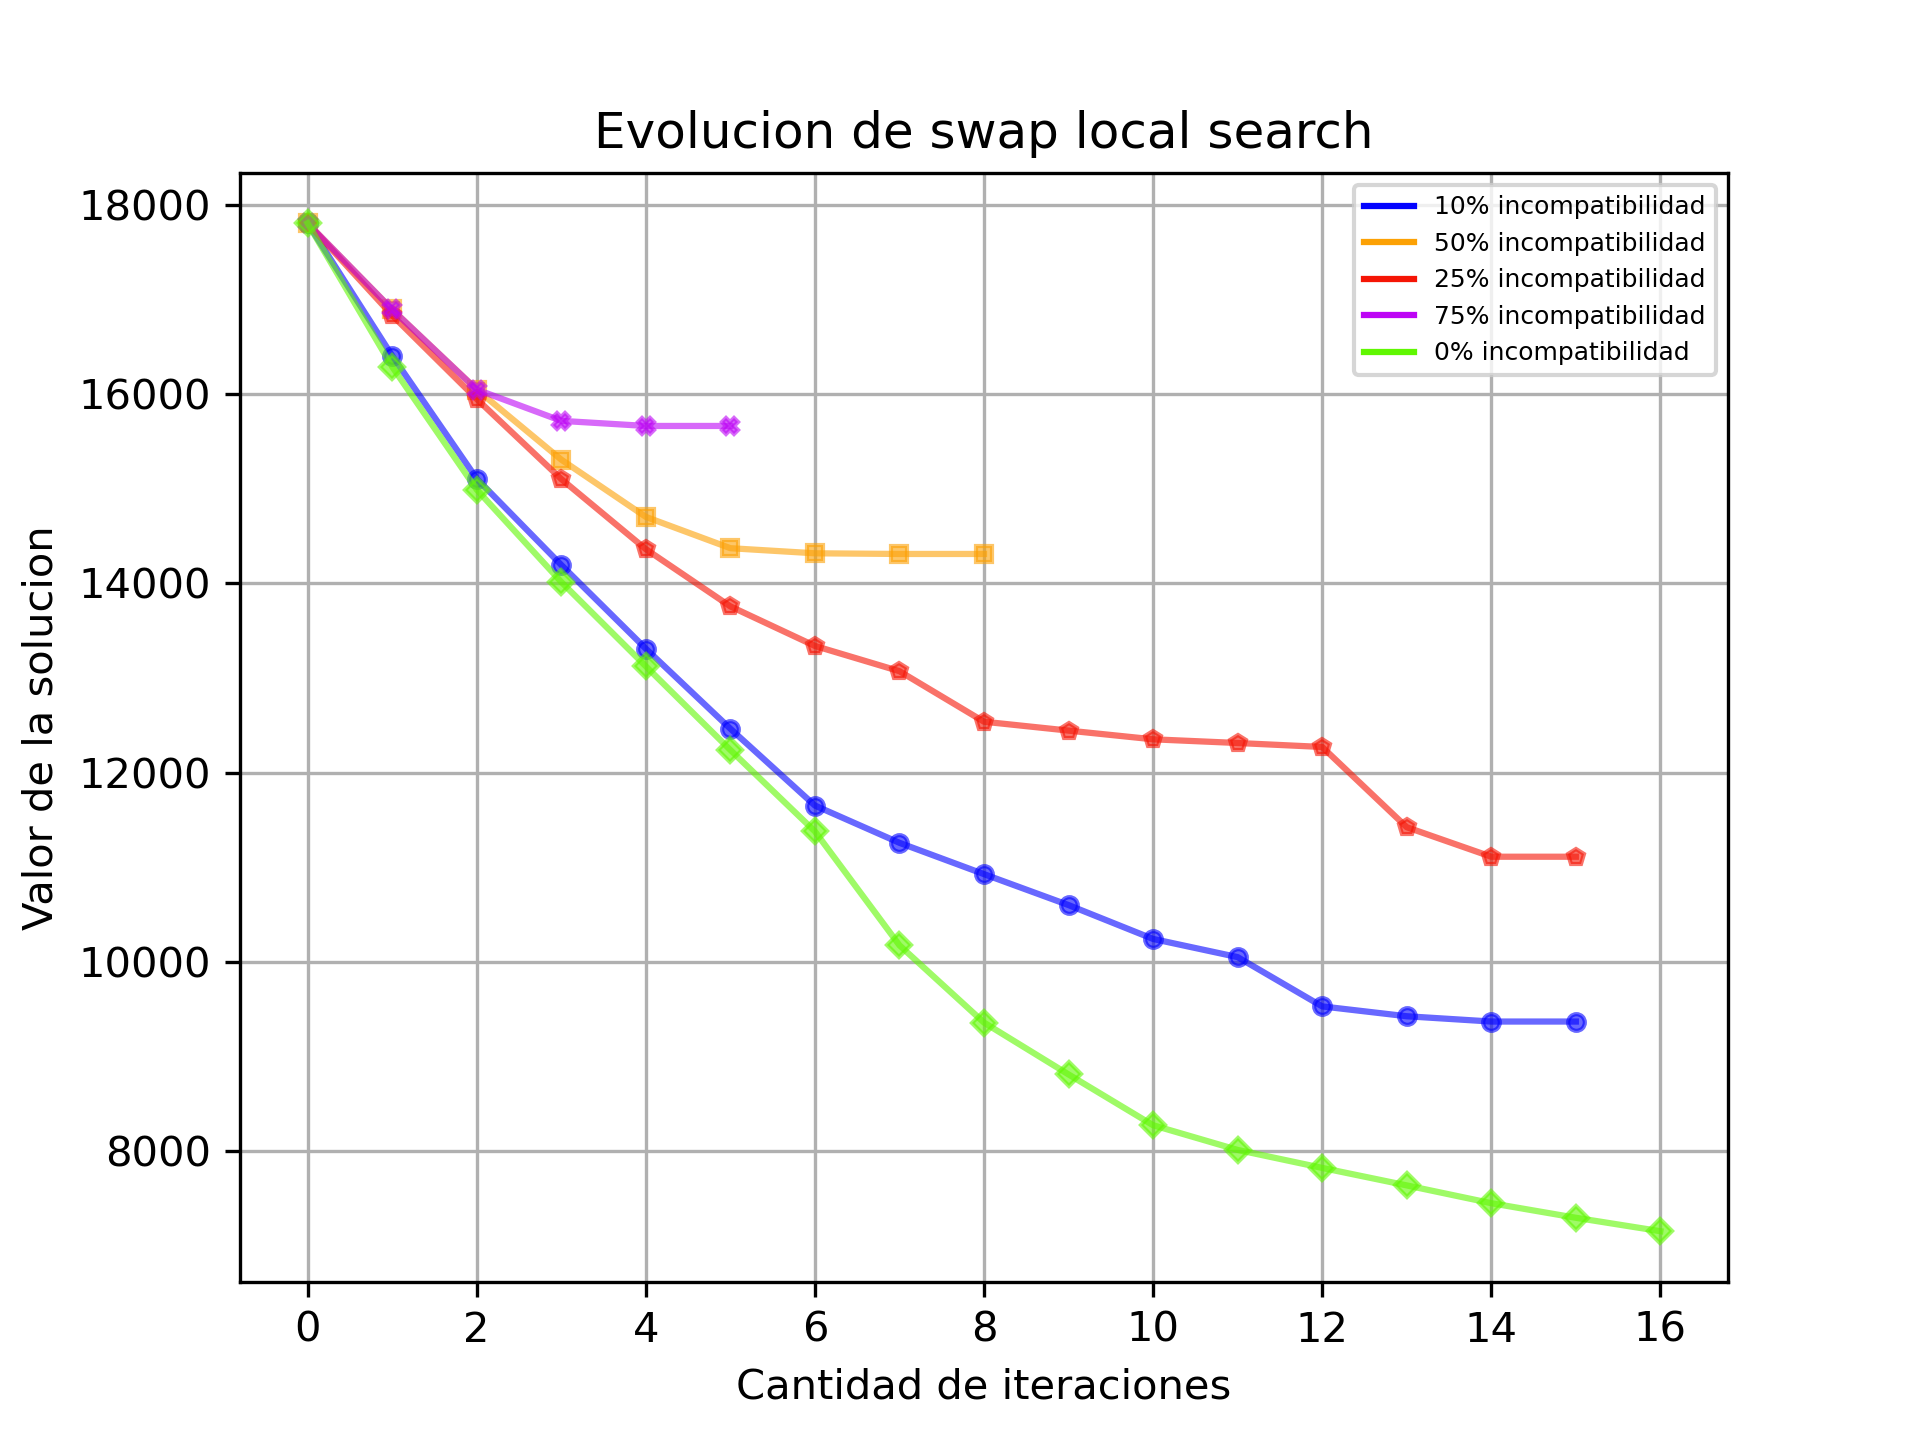 Evolucion de swap local search
18000
16000
14000
12000
10000
8000
Valor de la solucion
10% incompatibilidad
50% incompatibilidad
25% incompatibilidad
75% incompatibilidad
0% incompatibilidad
0 2 4 6 8 10 12 14 16
Cantidad de iteraciones